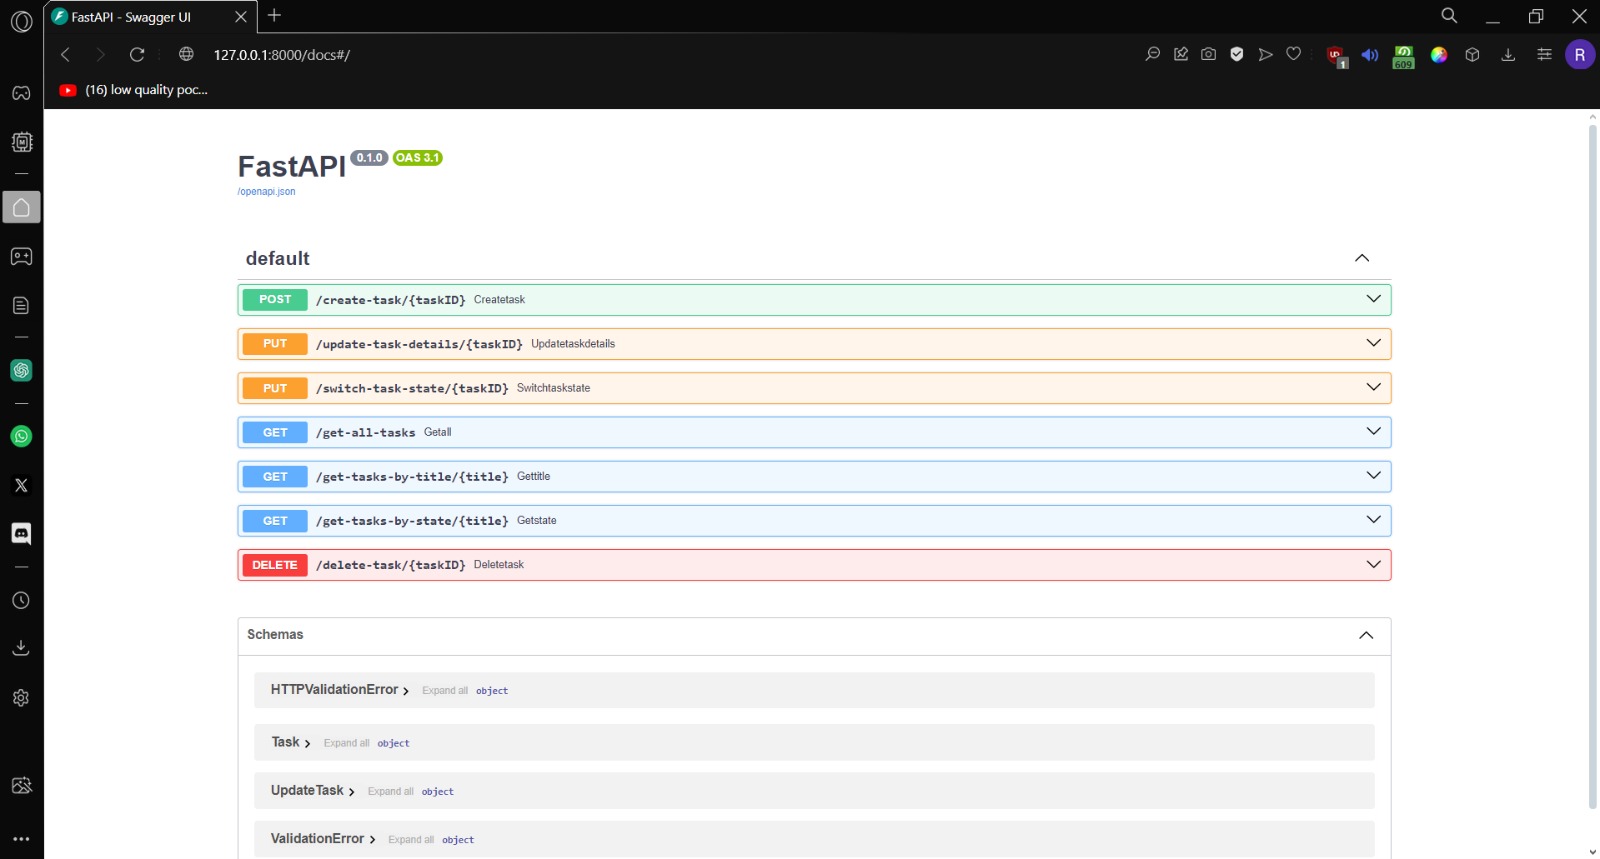 FastAPI - Swagger UI
127.0.0.1:8000/docs#/
1
609
R
(16) low quality poc...
FastAPI 0.1.0 OAS 3.1
/openapi.json
default
POST /create-task/{taskID} Createtask
PUT /update-task-details/{taskID} Updatetaskdetails
PUT /switch-task-state/{taskID} Switchtaskstate
GET /get-all-tasks Getall
GET /get-tasks-by-title/{title} Gettitle
GET /get-tasks-by-state/{title} Getstate
DELETE /delete-task/{taskID} Deletetask
Schemas
HTTPValidationError Expand all object
Task Expand all object
UpdateTask Expand all object
ValidationError Expand all object